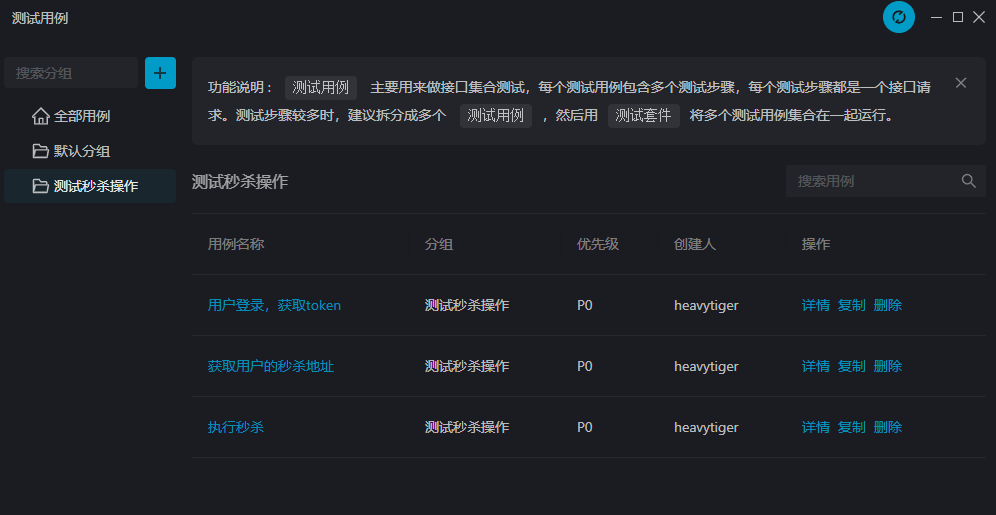 测试用例
搜索分组
全部用例
默认分组
测试秒杀操作
功能说明： 测试用例 主要用来做接口集合测试，每个测试用例包含多个测试步骤，每个测试步骤都是一个接口请
求。测试步骤较多时，建议拆分成多个 测试用例 ，然后用 测试套件 将多个测试用例集合在一起运行。
测试秒杀操作
搜索用例
用例名称 分组 优先级 创建人 操作
用户登录，获取token 测试秒杀操作 P0 heavytiger 详情 复制 删除
获取用户的秒杀地址 测试秒杀操作 P0 heavytiger 详情 复制 删除
执行秒杀 测试秒杀操作 P0 heavytiger 详情 复制 删除